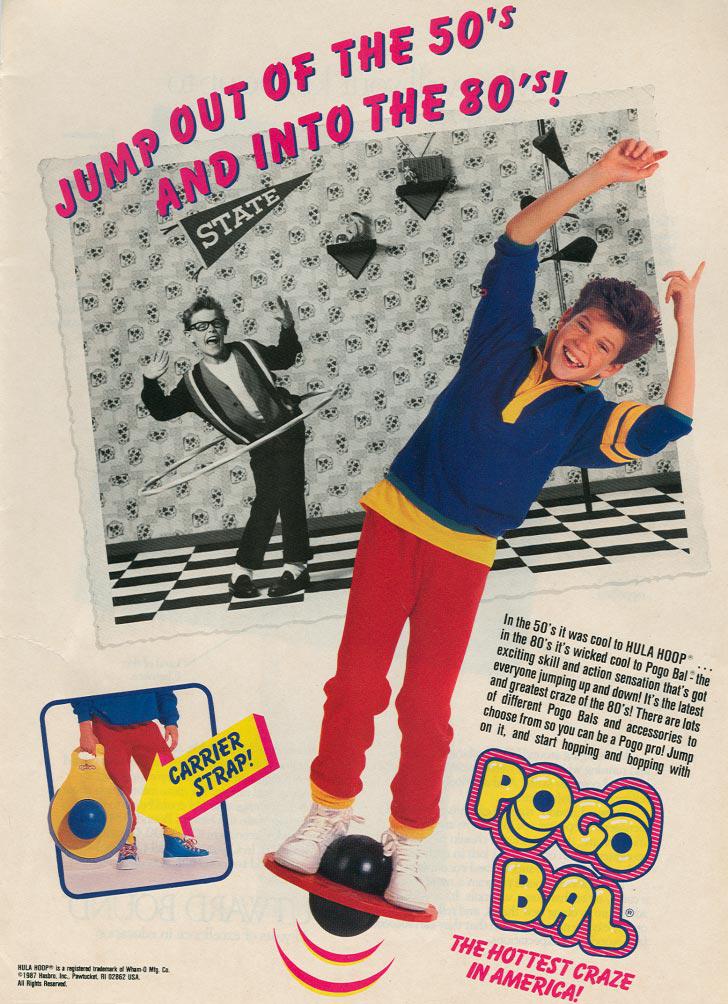 JUMP OUT OF THE 50's
AND INTO THE 80's!
STATE
In the 50's it was cool to HULA HOOP® ...
in the 80's it's wicked cool to Pogo Bal® - the
exciting skill and action sensation that's got
everyone jumping up and down! It's the latest
and greatest craze of the 80's! There are lots
of different Pogo Bals and accessories to
choose from so you can be a Pogo pro! Jump
on it, and start hopping and bopping with
POGO
BAL®
THE HOTTEST CRAZE
IN AMERICA!
CARRIER
STRAP!
HULA HOOP® is a registered trademark of Wham-O Mfg. Co.
©1987 Hasbro, Inc., Pawtucket, RI 02862 USA.
All Rights Reserved.